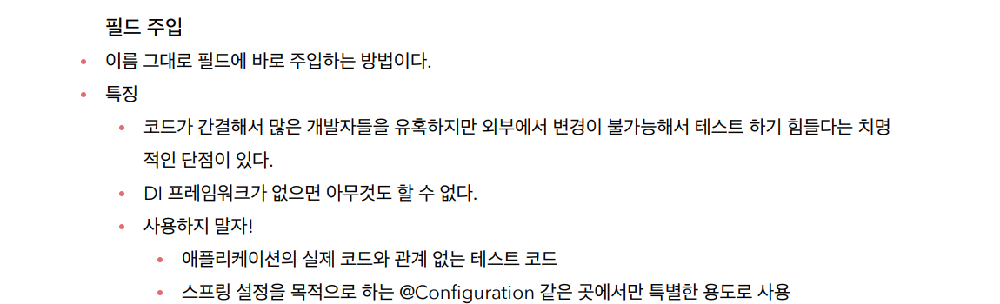 필드 주입
• 이름 그대로 필드에 바로 주입하는 방법이다.
• 특징
• 코드가 간결해서 많은 개발자들을 유혹하지만 외부에서 변경이 불가능해서 테스트 하기 힘들다는 치명
적인 단점이 있다.
• DI 프레임워크가 없으면 아무것도 할 수 없다.
• 사용하지 말자!
• 애플리케이션의 실제 코드와 관계 없는 테스트 코드
• 스프링 설정을 목적으로 하는 @Configuration 같은 곳에서만 특별한 용도로 사용